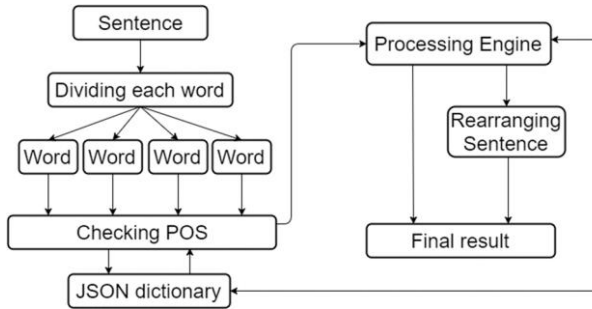 Sentence
Dividing each word
Word Word Word Word
Checking POS
JSON dictionary
Processing Engine
Rearranging
Sentence
Final result